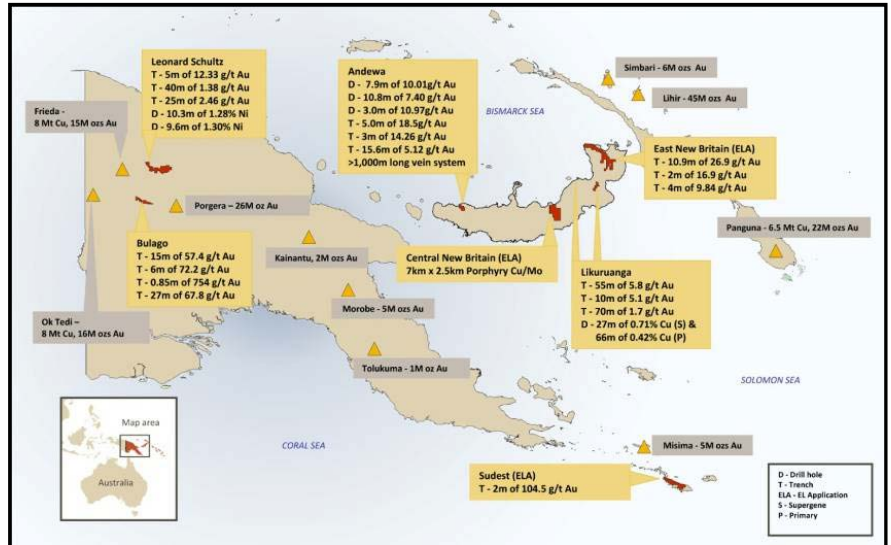 Leonard Schultz
T - 5m of 12.33 g/t Au
T - 40m of 1.38 g/t Au
T - 25m of 2.46 g/t Au
D - 10.3m of 1.28% Ni
D - 9.6m of 1.30% Ni
Frieda -
8 Mt Cu, 15M ozs Au
Andewa
D - 7.9m of 10.01g/t Au
D - 10.8m of 7.40 g/t Au
D - 3.0m of 10.97g/t Au
T - 5.0m of 18.5g/t Au
T - 3m of 14.26 g/t Au
T - 15.6m of 5.12 g/t Au
>1,000m long vein system
BISMARCK SEA
Simbari - 6M ozs Au
Lihir - 45M ozs Au
East New Britain (ELA)
T - 10.9m of 26.9 g/t Au
T - 2m of 16.9 g/t Au
T - 4m of 9.84 g/t Au
Porgera – 26M oz Au
Panguna - 6.5 Mt Cu, 22M ozs Au
Bulago
T - 15m of 57.4 g/t Au
T - 6m of 72.2 g/t Au
T - 0.85m of 754 g/t Au
T - 27m of 67.8 g/t Au
Kainantu, 2M ozs Au
Central New Britain (ELA)
7km x 2.5km Porphyry Cu/Mo
Likuruanga
T - 55m of 5.8 g/t Au
T - 10m of 5.1 g/t Au
T - 70m of 1.7 g/t Au
D - 27m of 0.71% Cu (S) &
66m of 0.42% Cu (P)
Morobe - 5M ozs Au
Ok Tedi –
8 Mt Cu, 16M ozs Au
Tolukuma - 1M oz Au
SOLOMON SEA
Map area
Australia
CORAL SEA
Misima - 5M ozs Au
Sudest (ELA)
T - 2m of 104.5 g/t Au
D - Drill hole
T - Trench
ELA - EL Application
S - Supergene
P - Primary